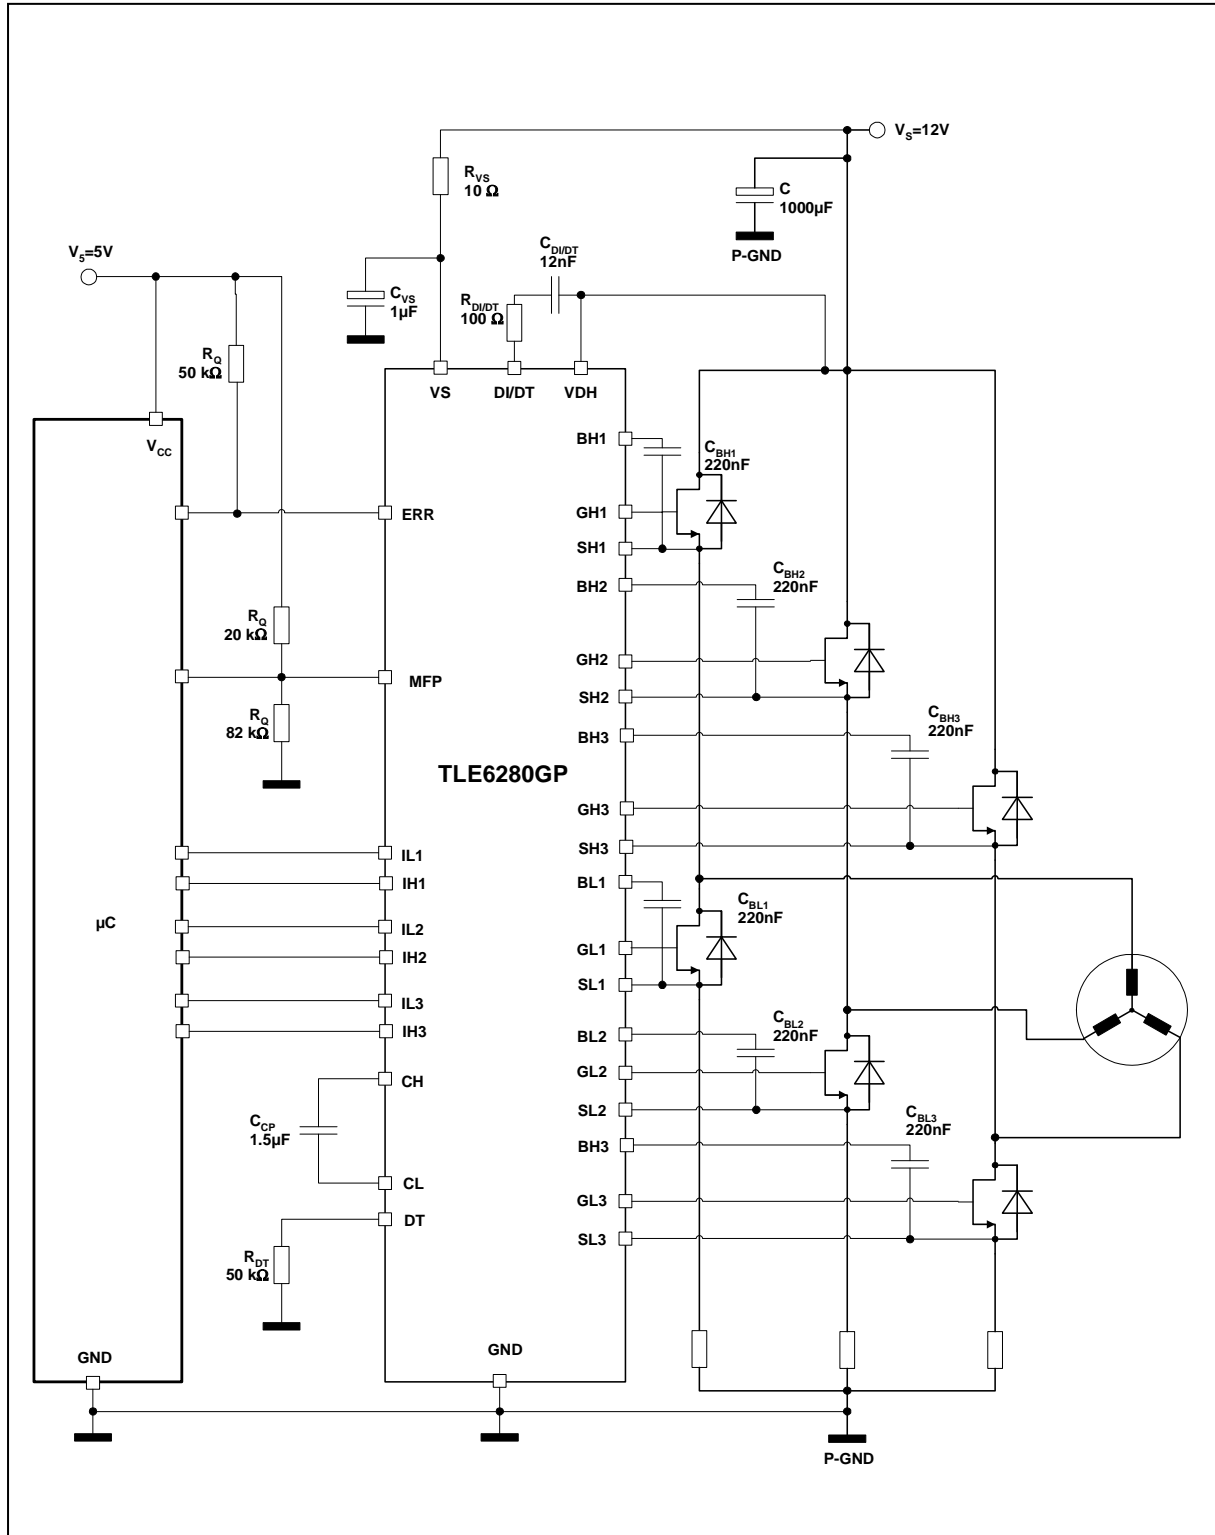 V_S=12V
R_VS
10 Ω
C
1000µF
P-GND
V_5=5V
C_DI/DT
12nF
C_VS
1µF
R_DI/DT
100 Ω
R_Q
50 kΩ
VS
DI/DT
VDH
V_CC
BH1
C_BH1
220nF
ERR
GH1
SH1
BH2
C_BH2
220nF
R_Q
20 kΩ
GH2
MFP
SH2
R_Q
82 kΩ
BH3
C_BH3
220nF
TLE6280GP
GH3
SH3
IL1
IH1
BL1
C_BL1
220nF
µC
IL2
IH2
GL1
SL1
IL3
IH3
BL2
C_BL2
220nF
CH
GL2
C_CP
1.5µF
SL2
BH3
C_BL3
220nF
CL
GL3
DT
SL3
R_DT
50 kΩ
GND
GND
P-GND